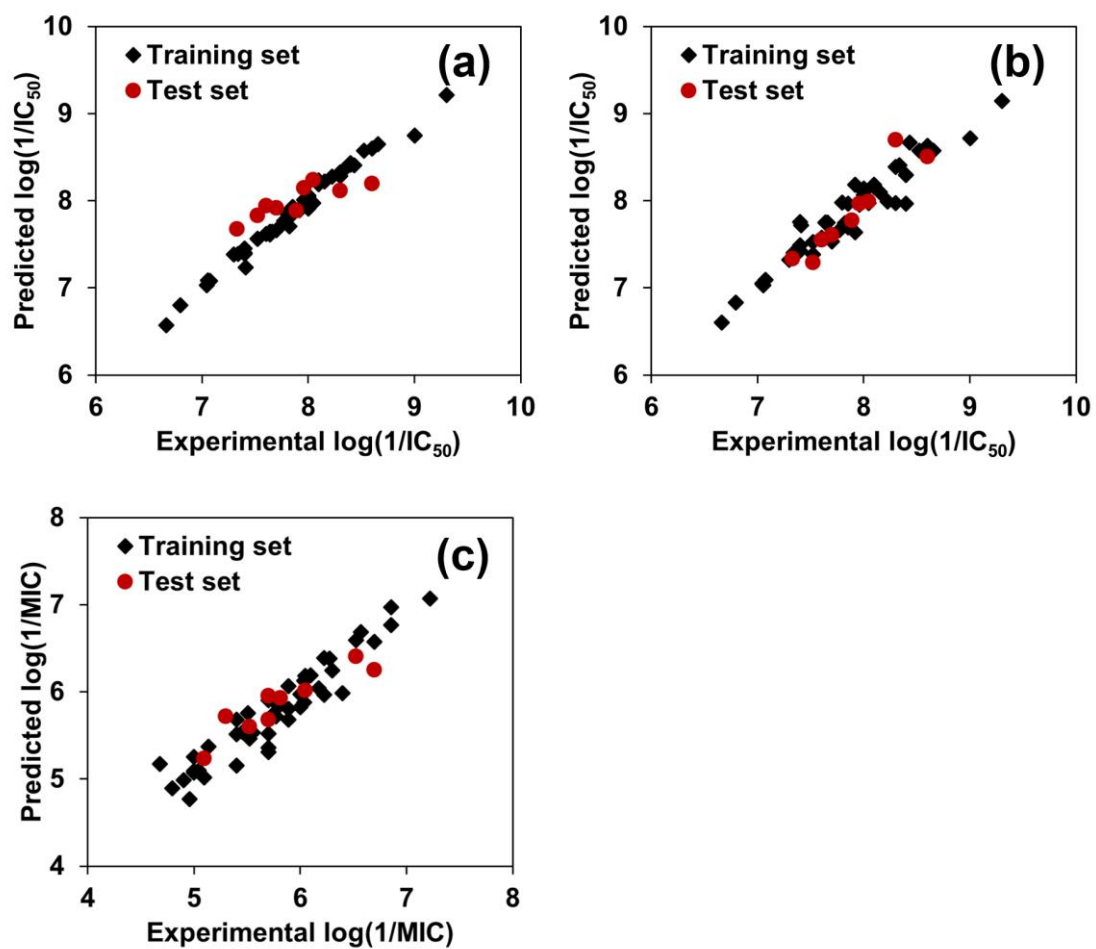 (a)
Training set
Test set
Predicted log(1/IC50)
10
9
8
7
6
6 7 8 9 10
Experimental log(1/IC50)
(b)
Training set
Test set
Predicted log(1/IC50)
10
9
8
7
6
6 7 8 9 10
Experimental log(1/IC50)
(c)
Training set
Test set
Predicted log(1/MIC)
8
7
6
5
4
4 5 6 7 8
Experimental log(1/MIC)